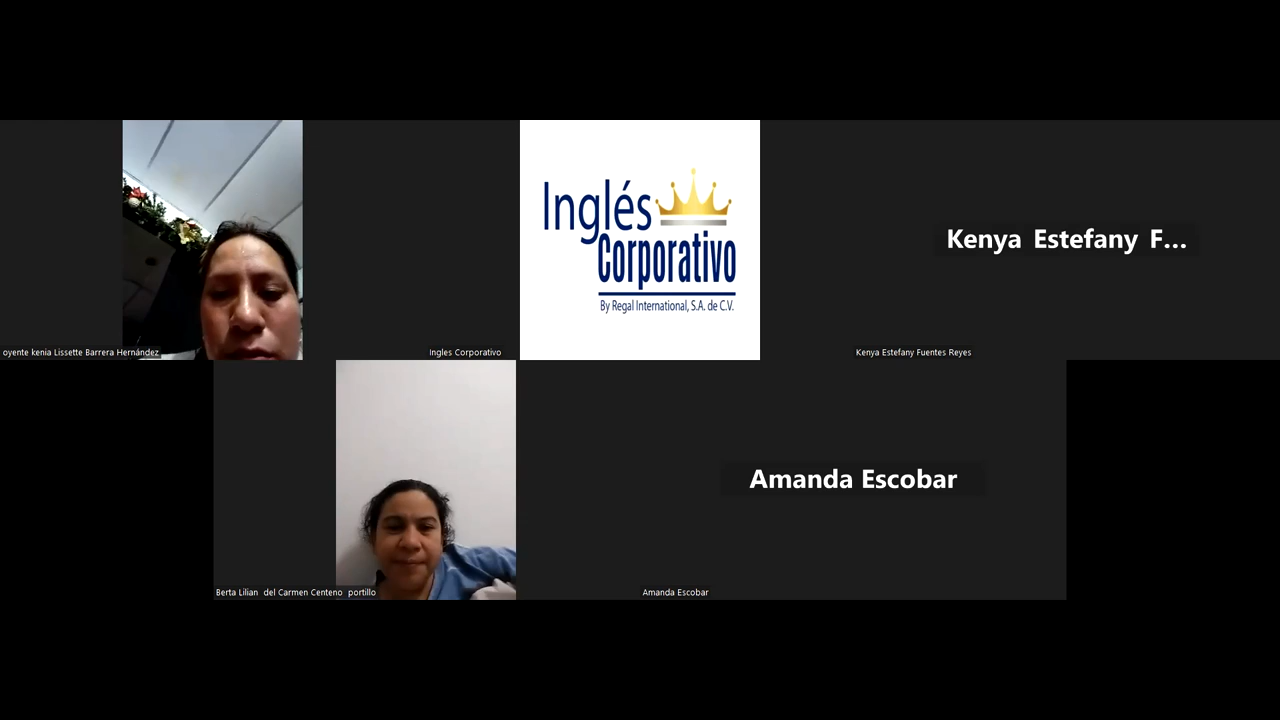 Inglés
Corporativo
By Regal International, S.A. de C.V.
Kenya Estefany F...
oyente kenia Lissette Barrera Hernández
Ingles Corporativo
Kenya Estefany Fuentes Reyes
Amanda Escobar
Berta Lilian del Carmen Centeno portillo
Amanda Escobar